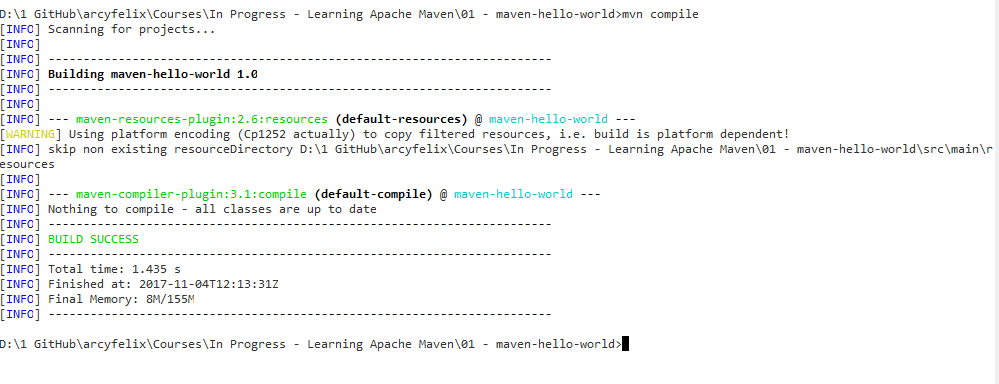 D:\1 GitHub\arcyfelix\Courses\In Progress - Learning Apache Maven\01 - maven-hello-world>mvn compile
[INFO] Scanning for projects...
[INFO]
[INFO] ------------------------------------------------------------------------
[INFO] Building maven-hello-world 1.0
[INFO] ------------------------------------------------------------------------
[INFO]
[INFO] --- maven-resources-plugin:2.6:resources (default-resources) @ maven-hello-world ---
[WARNING] Using platform encoding (Cp1252 actually) to copy filtered resources, i.e. build is platform dependent!
[INFO] skip non existing resourceDirectory D:\1 GitHub\arcyfelix\Courses\In Progress - Learning Apache Maven\01 - maven-hello-world\src\main\r
esources
[INFO]
[INFO] --- maven-compiler-plugin:3.1:compile (default-compile) @ maven-hello-world ---
[INFO] Nothing to compile - all classes are up to date
[INFO] ------------------------------------------------------------------------
[INFO] BUILD SUCCESS
[INFO] ------------------------------------------------------------------------
[INFO] Total time: 1.435 s
[INFO] Finished at: 2017-11-04T12:13:31Z
[INFO] Final Memory: 8M/155M
[INFO] ------------------------------------------------------------------------
D:\1 GitHub\arcyfelix\Courses\In Progress - Learning Apache Maven\01 - maven-hello-world>